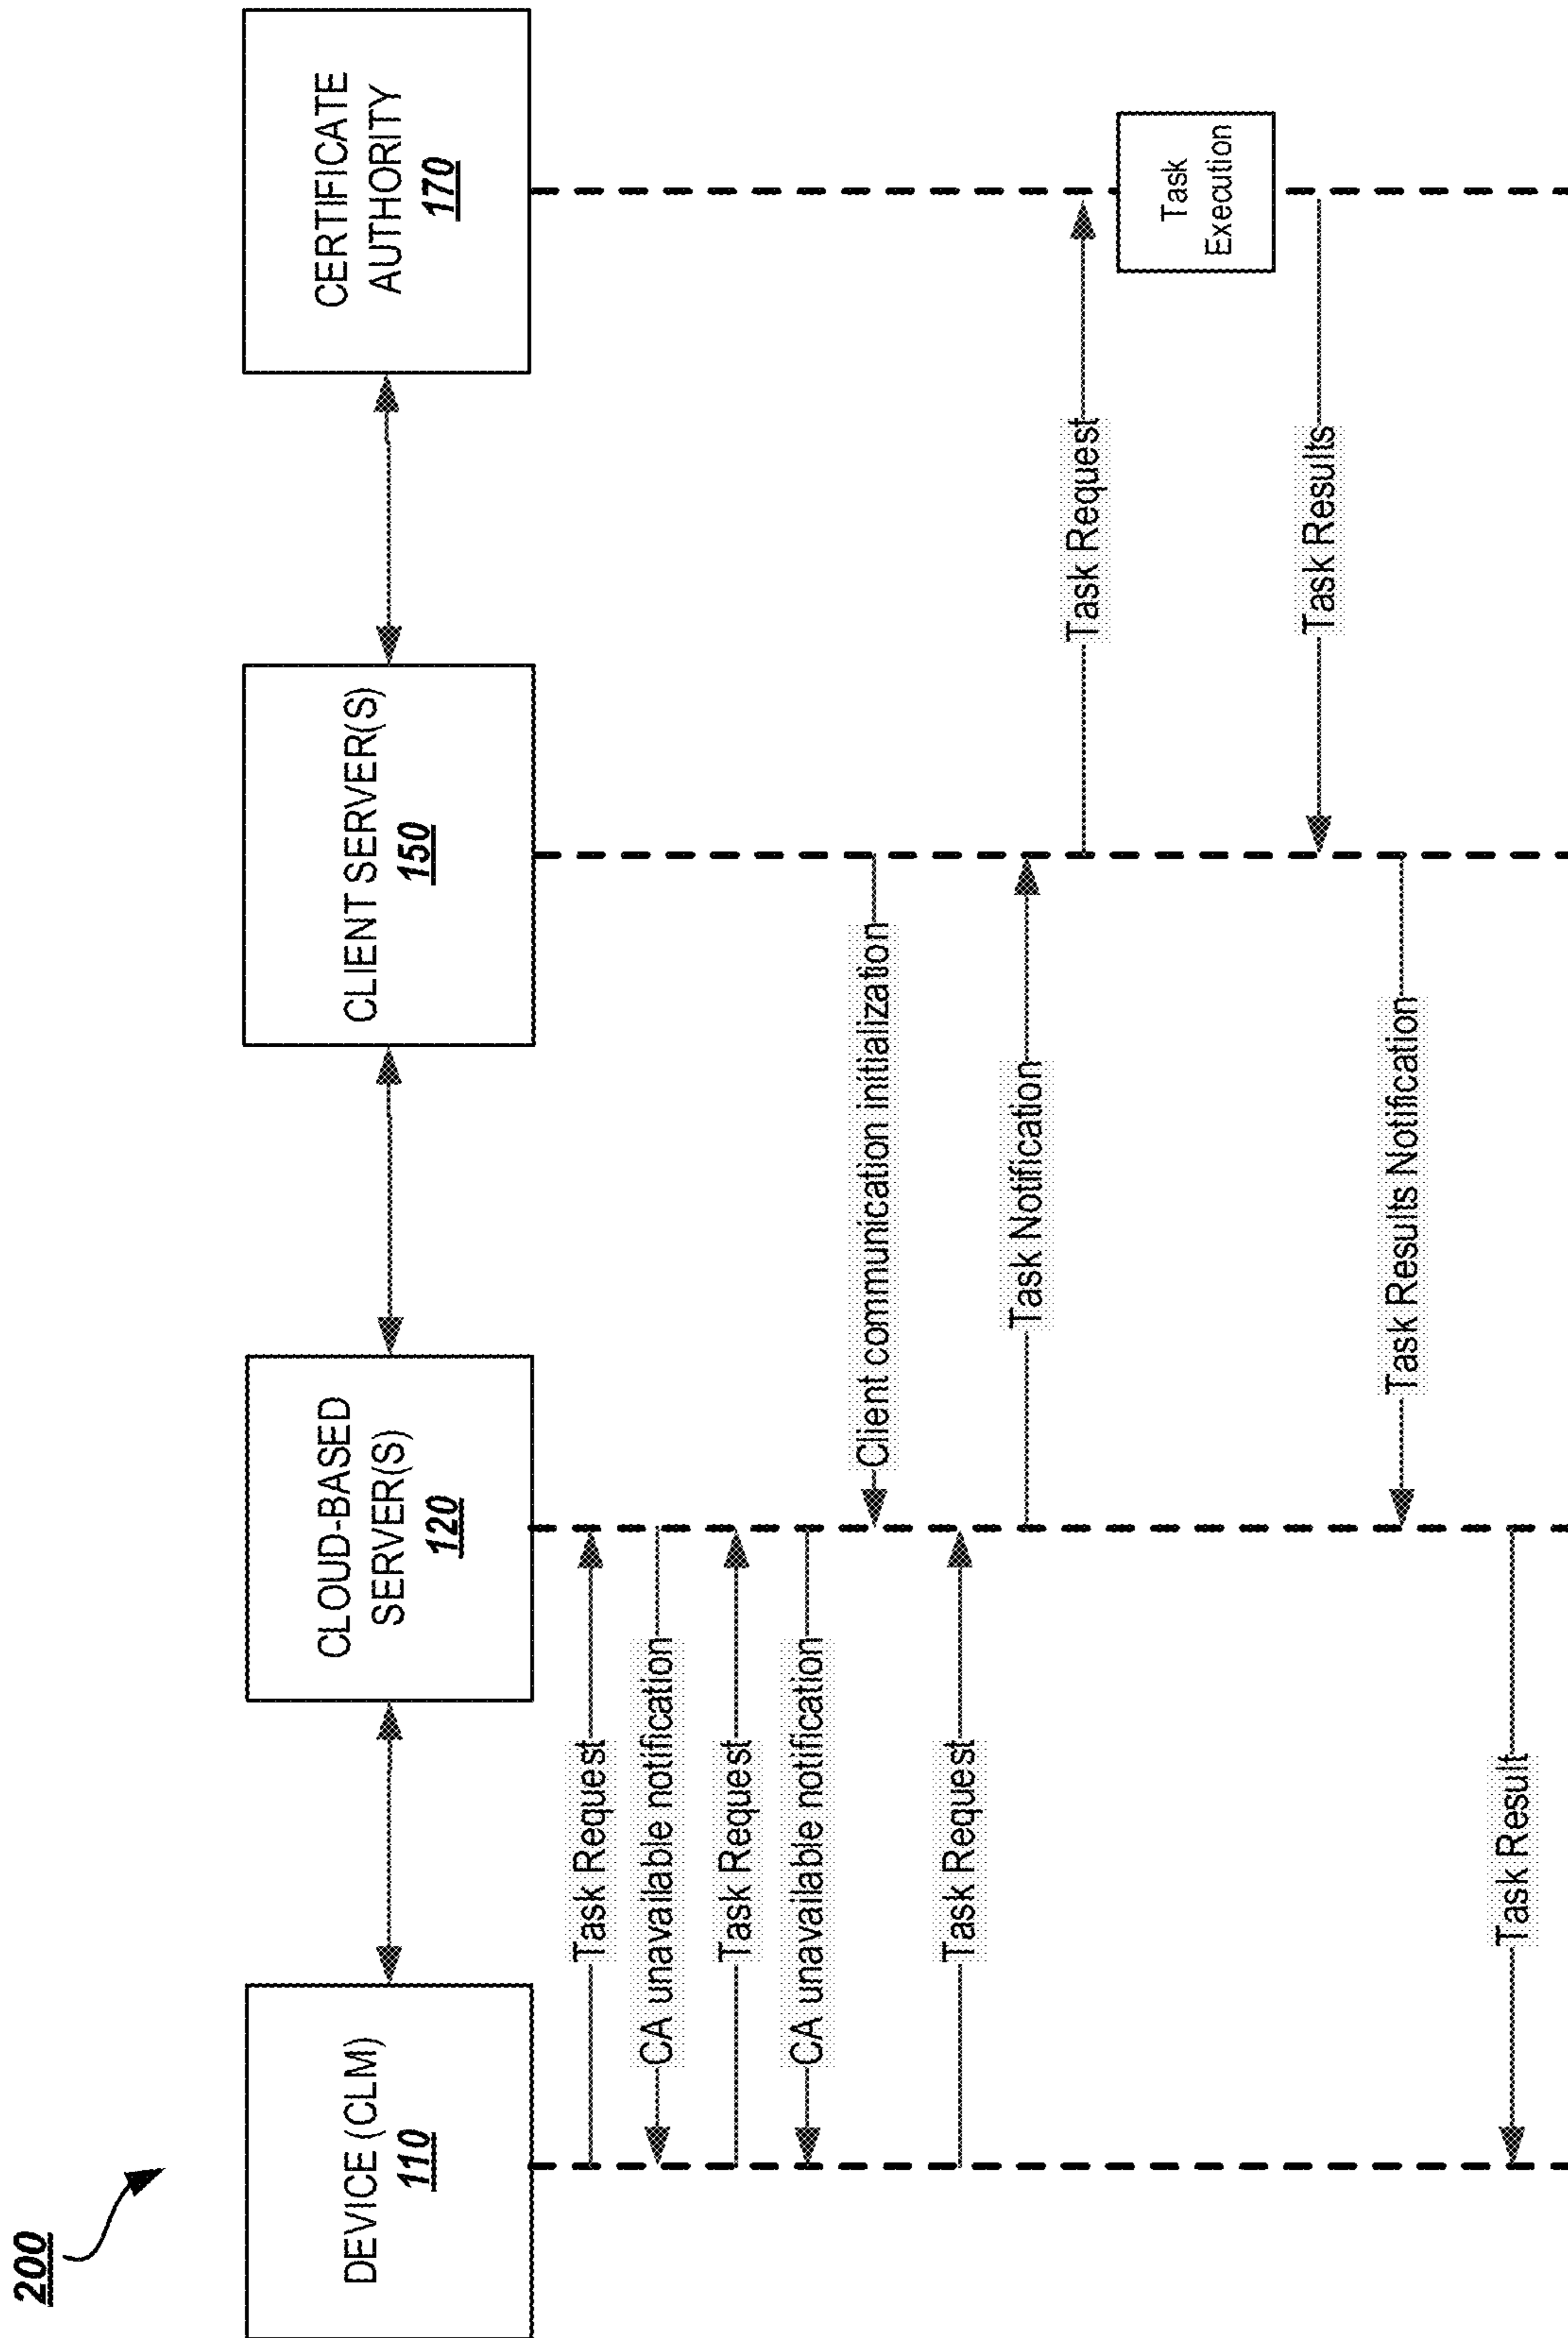 200
DEVICE (CLM)
110
CLOUD-BASED
SERVER(S)
120
CLIENT SERVER(S)
150
CERTIFICATE
AUTHORITY
170
Task Request
CA unavailable notification
Task Request
CA unavailable notification
Client communication initialization
Task Request
Task Notification
Task Request
Task
Execution
Task Results
Task Results Notification
Task Result